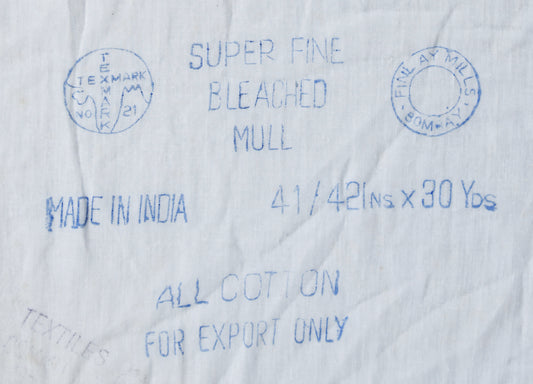 TEXMARK
TEXMARK
NO 21
SUPER FINE
BLEACHED
MULL
FINLAY MILLS
BOMBAY
MADE IN INDIA
41/42INS X 30 YDS
ALL COTTON
FOR EXPORT ONLY
TEXTILES